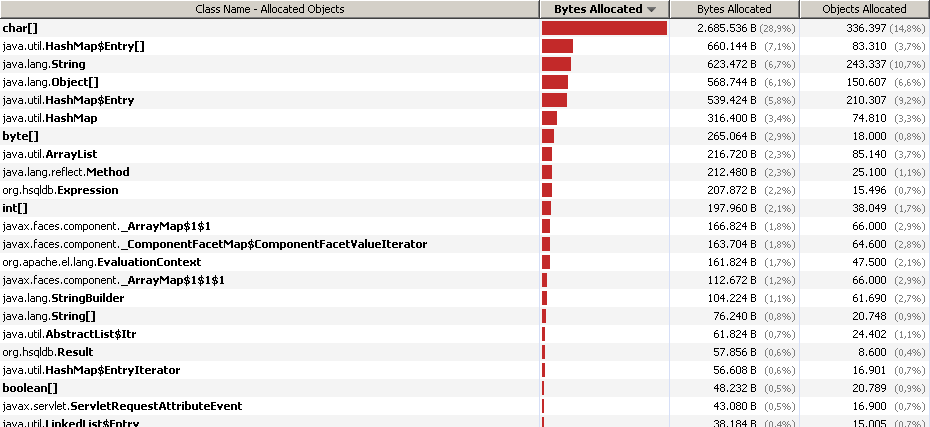 Class Name - Allocated Objects Bytes Allocated Bytes Allocated Objects Allocated
char[] 2.685.536 B (28,9%) 336.397 (14,8%)
java.util.HashMap$Entry[] 660.144 B (7,1%) 83.310 (3,7%)
java.lang.String 623.472 B (6,7%) 243.337 (10,7%)
java.lang.Object[] 568.744 B (6,1%) 150.607 (6,6%)
java.util.HashMap$Entry 539.424 B (5,8%) 210.307 (9,2%)
java.util.HashMap 316.400 B (3,4%) 74.810 (3,3%)
byte[] 265.064 B (2,9%) 18.000 (0,8%)
java.util.ArrayList 216.720 B (2,3%) 85.140 (3,7%)
java.lang.reflect.Method 212.480 B (2,3%) 25.100 (1,1%)
org.hsqldb.Expression 207.872 B (2,2%) 15.496 (0,7%)
int[] 197.960 B (2,1%) 38.049 (1,7%)
javax.faces.component._ArrayMap$1$1 166.824 B (1,8%) 66.000 (2,9%)
javax.faces.component._ComponentFacetMap$ComponentFacetValueIterator 163.704 B (1,8%) 64.600 (2,8%)
org.apache.el.lang.EvaluationContext 161.824 B (1,7%) 47.500 (2,1%)
javax.faces.component._ArrayMap$1$1$1 112.672 B (1,2%) 66.000 (2,9%)
java.lang.StringBuilder 104.224 B (1,1%) 61.690 (2,7%)
java.lang.String[] 76.240 B (0,8%) 20.748 (0,9%)
java.util.AbstractList$Itr 61.824 B (0,7%) 24.402 (1,1%)
org.hsqldb.Result 57.856 B (0,6%) 8.600 (0,4%)
java.util.HashMap$EntryIterator 56.608 B (0,6%) 16.901 (0,7%)
boolean[] 48.232 B (0,5%) 20.789 (0,9%)
javax.servlet.ServletRequestAttributeEvent 43.080 B (0,5%) 16.900 (0,7%)
java.util.LinkedList$Entry 38.184 B (0,4%) 15.005 (0,7%)